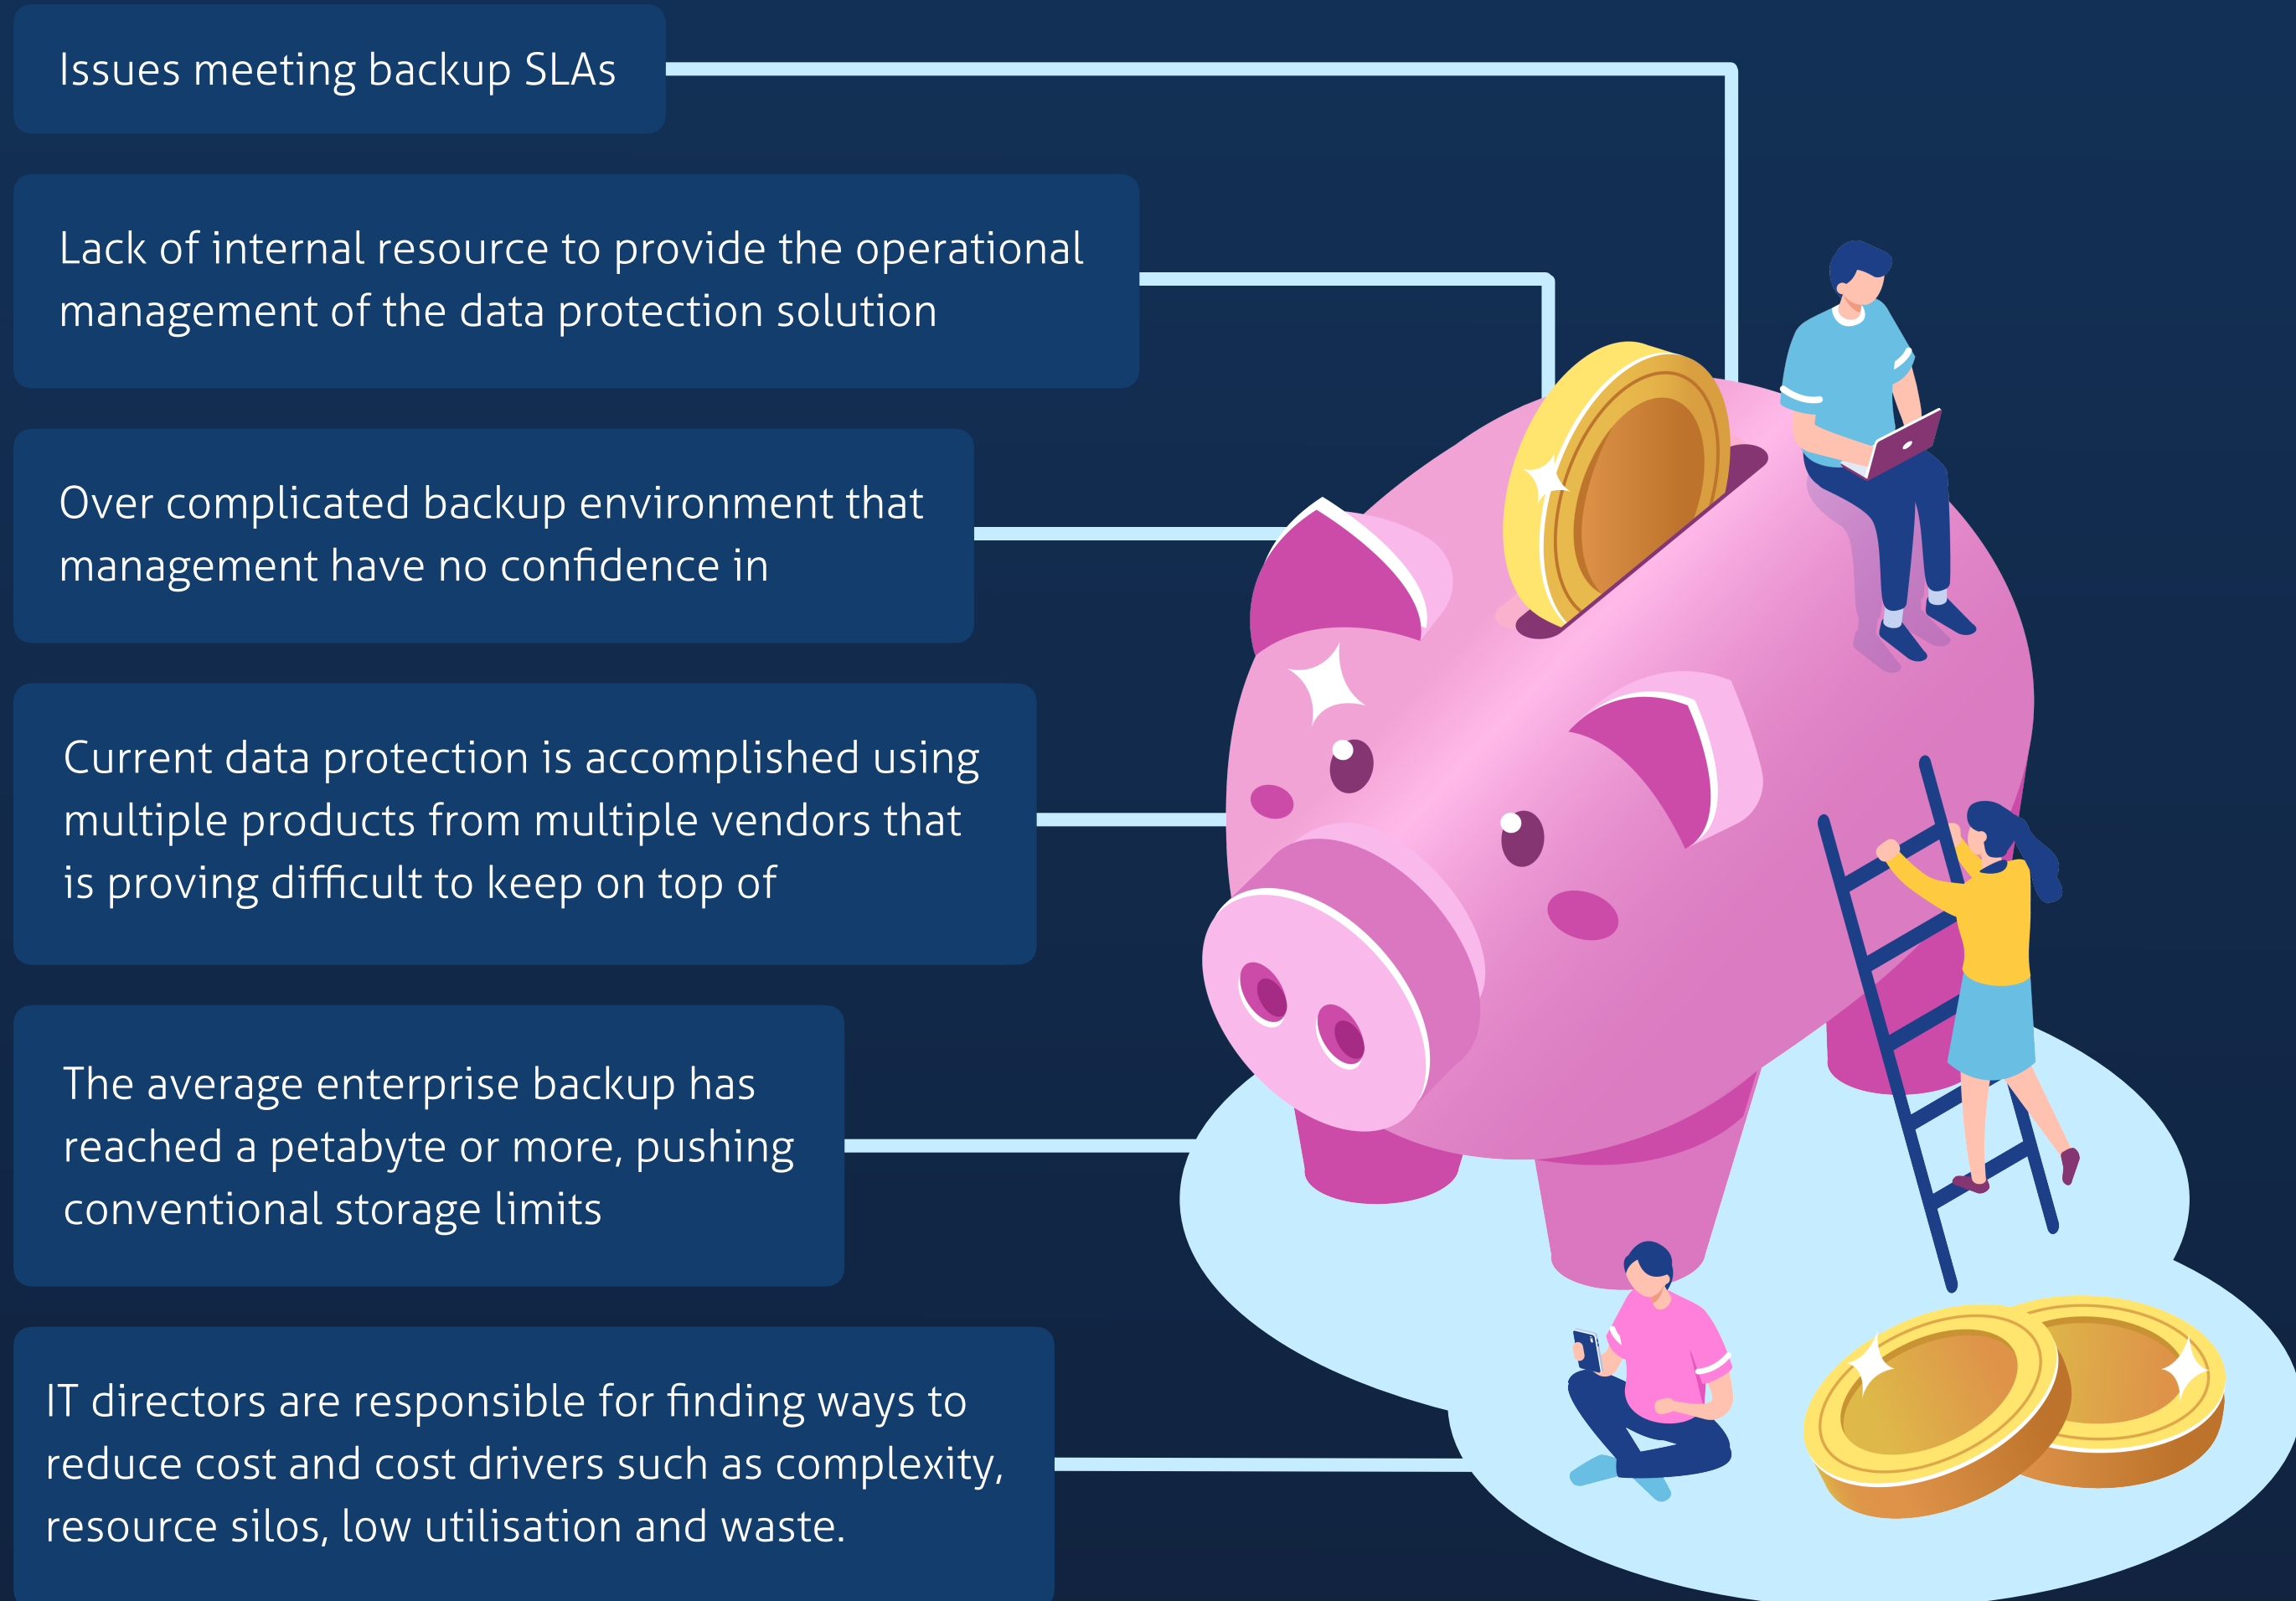 Issues meeting backup SLAs
Lack of internal resource to provide the operational
management of the data protection solution
Over complicated backup environment that
management have no confidence in
Current data protection is accomplished using
multiple products from multiple vendors that
is proving difficult to keep on top of
The average enterprise backup has
reached a petabyte or more, pushing
conventional storage limits
IT directors are responsible for finding ways to
reduce cost and cost drivers such as complexity,
resource silos, low utilisation and waste.